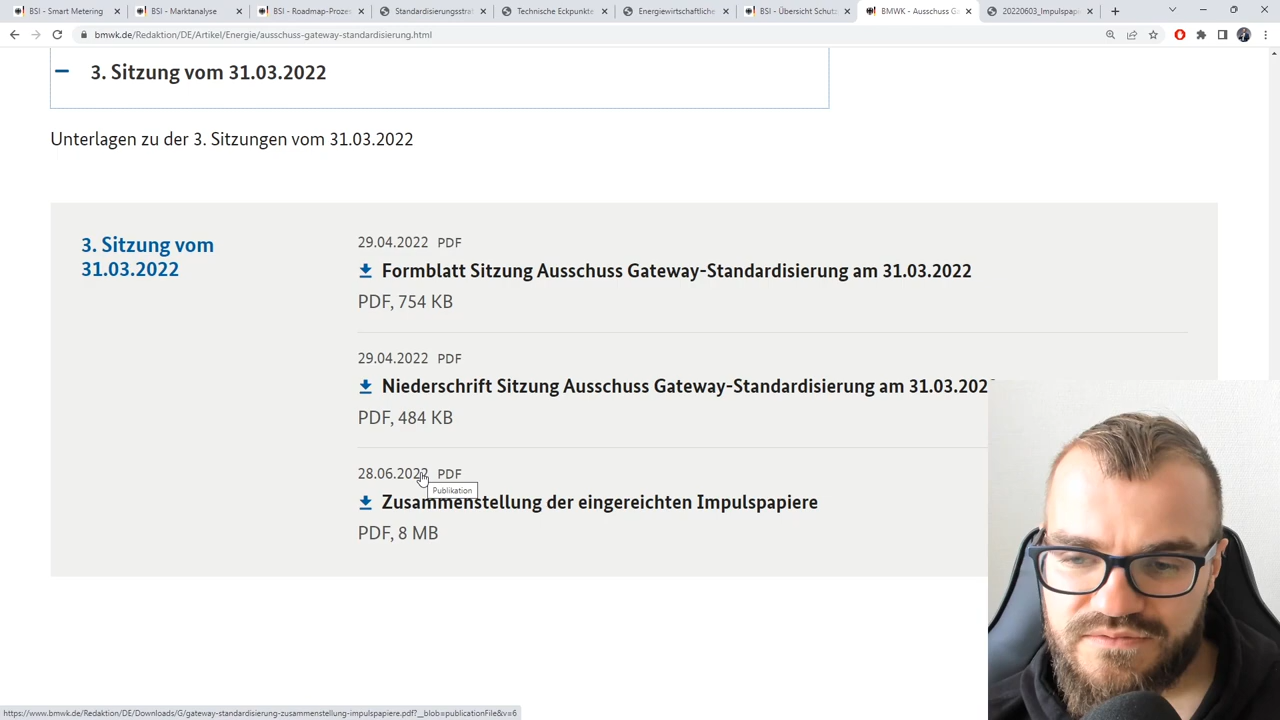 BSI - Smart Metering
BSI - Marktanalyse
BSI - Roadmap-Prozes
Standardisierungsstrat
Technische Eckpunkte
Energiewirtschaftliche
BSI - Übersicht Schutz
BMWK - Ausschuss Ga
20220603_Impulspapi
bmwk.de/Redaktion/DE/Artikel/Energie/ausschuss-gateway-standardisierung.html
3. Sitzung vom 31.03.2022
Unterlagen zu der 3. Sitzungen vom 31.03.2022
3. Sitzung vom
31.03.2022
29.04.2022 PDF
Formblatt Sitzung Ausschuss Gateway-Standardisierung am 31.03.2022
PDF, 754 KB
29.04.2022 PDF
Niederschrift Sitzung Ausschuss Gateway-Standardisierung am 31.03.202
PDF, 484 KB
28.06.2022 PDF
Publikation
Zusammenstellung der eingereichten Impulspapiere
PDF, 8 MB
https://www.bmwk.de/Redaktion/DE/Downloads/G/gateway-standardisierung-zusammenstellung-impulspapiere.pdf?__blob=publicationFile&v=6